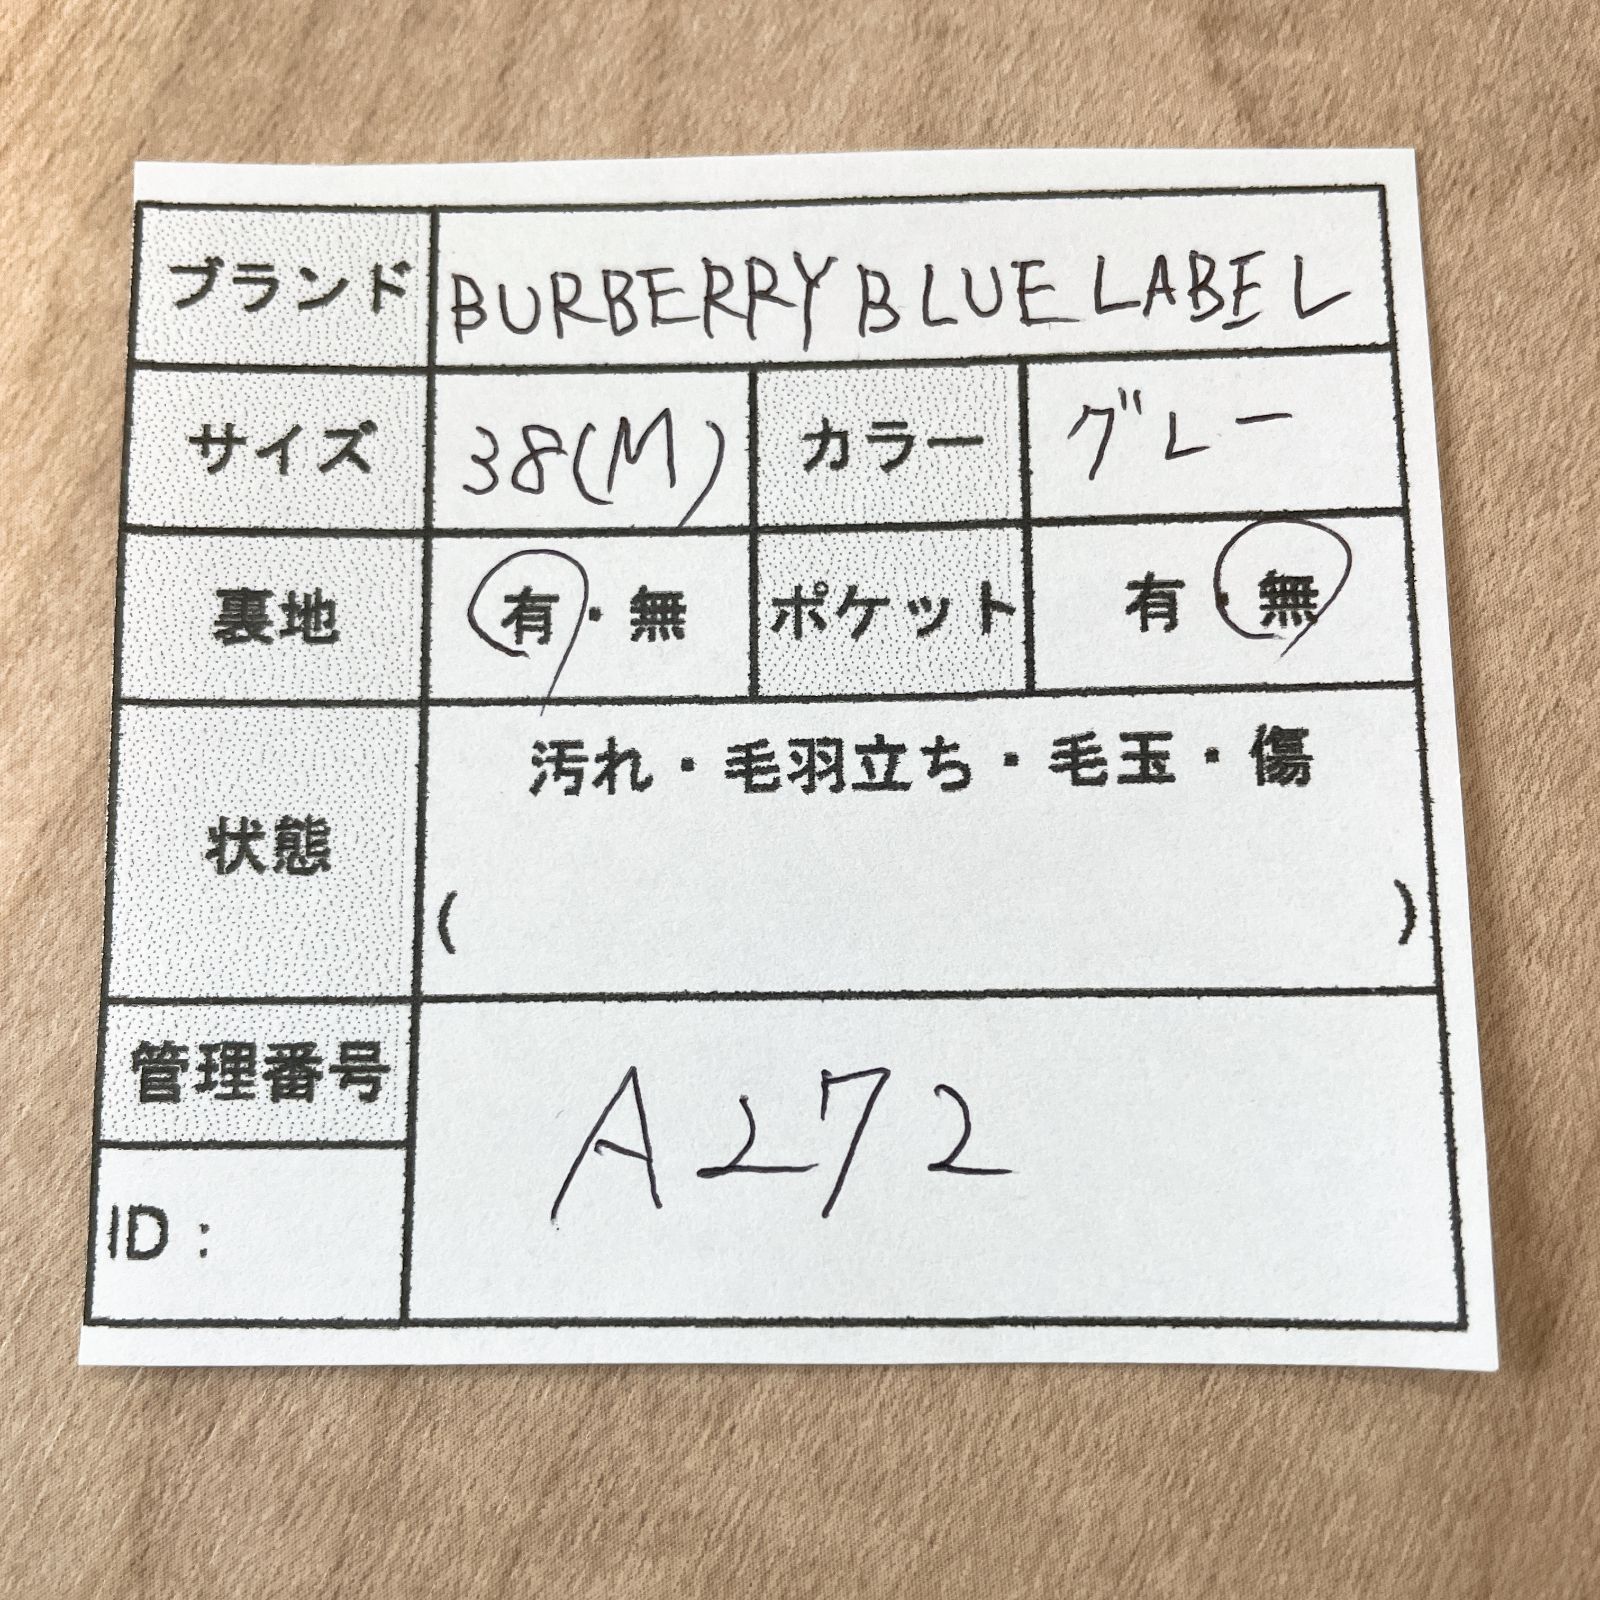 ブランド BURBERRY BLUE LABEL
サイズ 38(M) カラー グレー
裏地 有・無 ポケット 有・無
状態 汚れ・毛羽立ち・毛玉・傷
( )
管理番号 A272
ID: